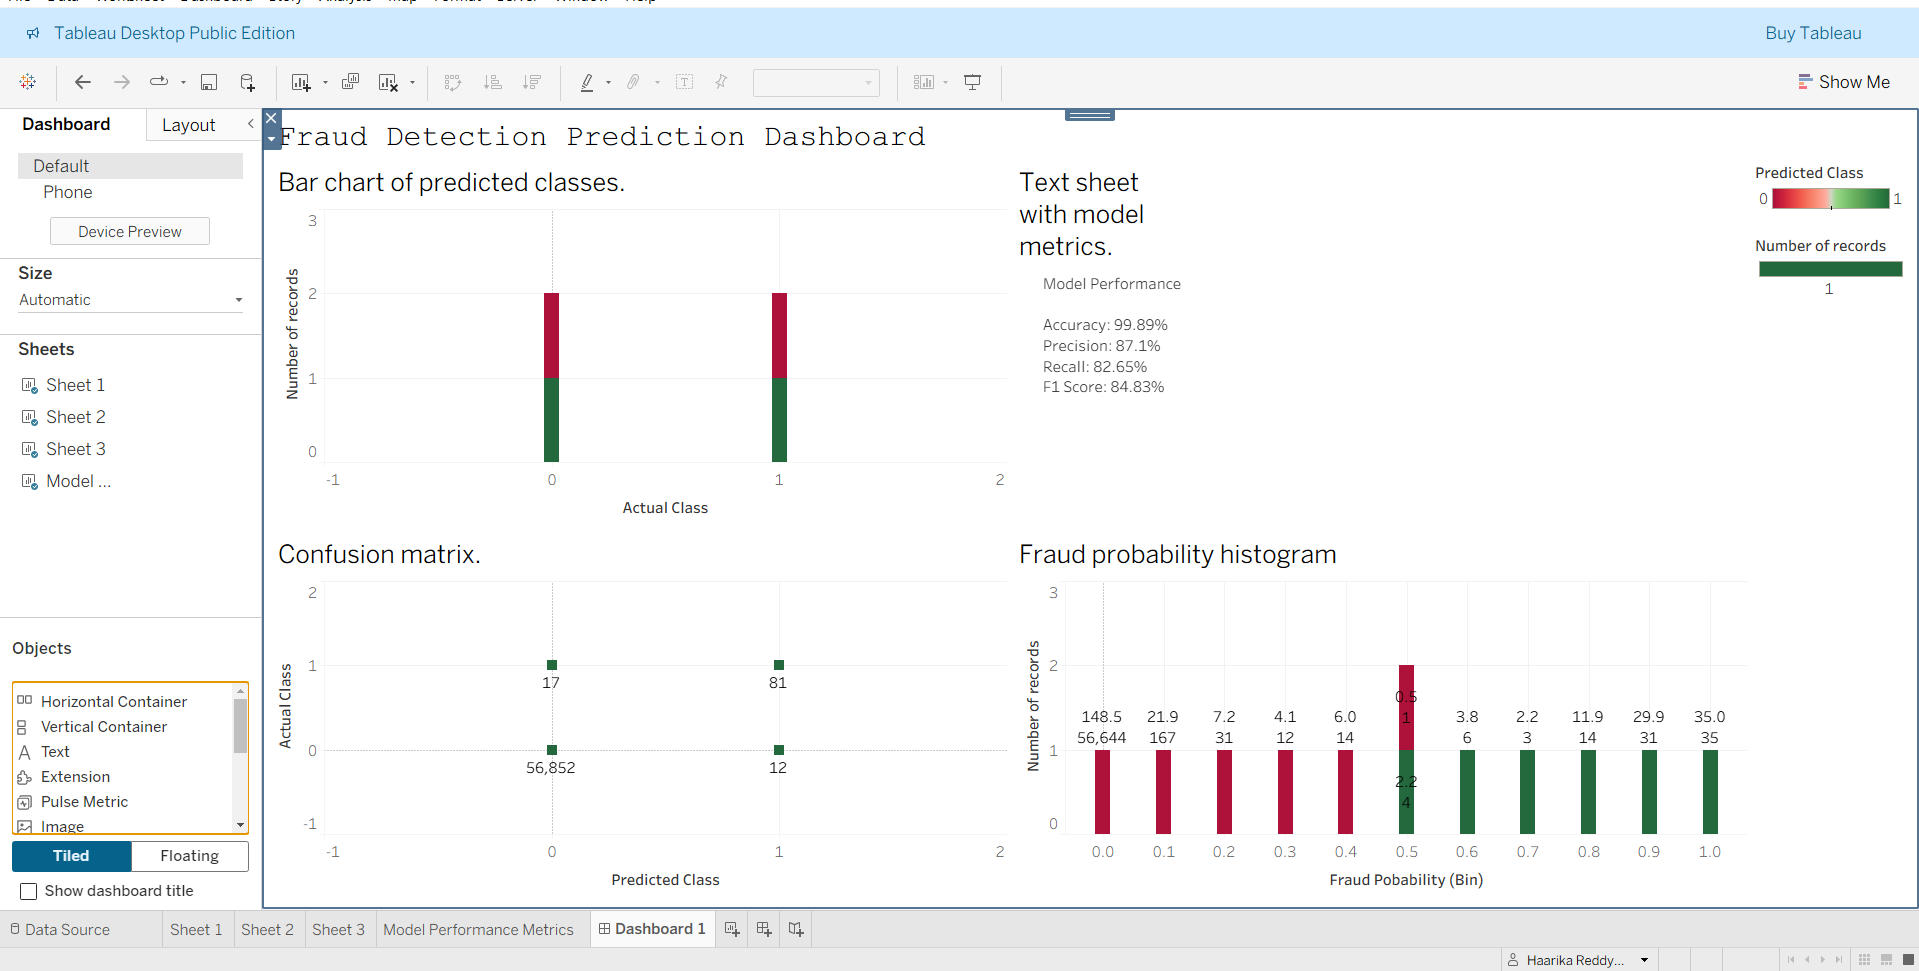 Tableau Desktop Public Edition
Buy Tableau
Show Me
Dashboard
Layout
Default
Phone
Device Preview
Size
Automatic
Sheets
Sheet 1
Sheet 2
Sheet 3
Model ...
Objects
Horizontal Container
Vertical Container
Text
Extension
Pulse Metric
Image
Tiled
Floating
Show dashboard title
Fraud Detection Prediction Dashboard
Bar chart of predicted classes.
3
2
1
0
Number of records
-1
0
1
2
Actual Class
Text sheet
with model
metrics.
Model Performance
Accuracy: 99.89%
Precision: 87.1%
Recall: 82.65%
F1 Score: 84.83%
Predicted Class
0
1
Number of records
1
Confusion matrix.
2
1
0
-1
Actual Class
17
81
56,852
12
-1
0
1
2
Predicted Class
Fraud probability histogram
3
2
1
0
Number of records
148.5
56,644
21.9
167
7.2
31
4.1
12
6.0
14
0.5
1
2.2
4
3.8
6
2.2
3
11.9
14
29.9
31
35.0
35
0.0
0.1
0.2
0.3
0.4
0.5
0.6
0.7
0.8
0.9
1.0
Fraud Pobability (Bin)
Data Source
Sheet 1
Sheet 2
Sheet 3
Model Performance Metrics
Dashboard 1
Haarika Reddy...